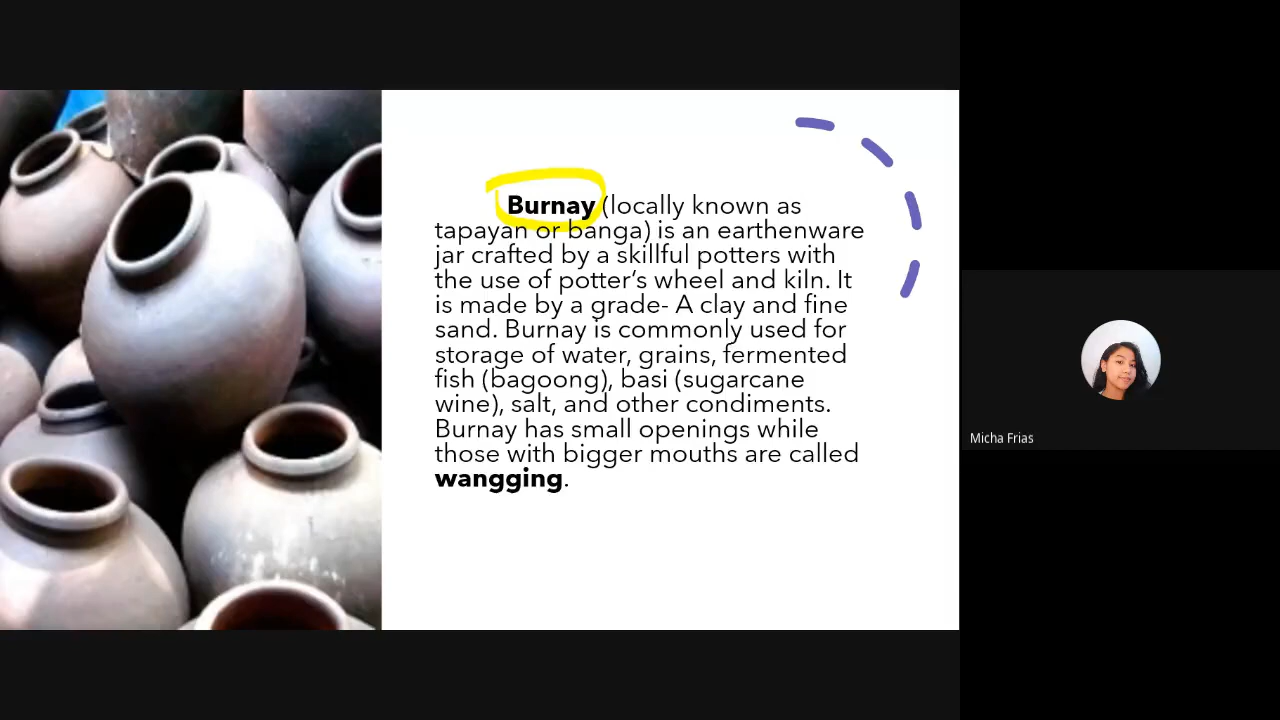 Burnay (locally known as
tapayan or banga) is an earthenware
jar crafted by a skillful potters with
the use of potter’s wheel and kiln. It
is made by a grade- A clay and fine
sand. Burnay is commonly used for
storage of water, grains, fermented
fish (bagoong), basi (sugarcane
wine), salt, and other condiments.
Burnay has small openings while
those with bigger mouths are called
wangging.
Micha Frias